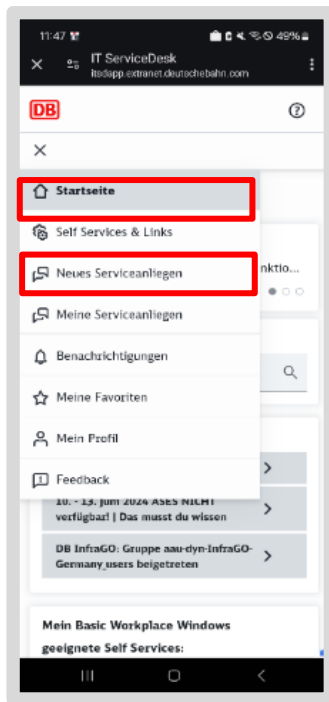 11:47
49%
IT ServiceDesk
itsdapp.extranet.deutschebahn.com
DB
Startseite
Self Services & Links
Neues Serviceanliegen
nktio...
Meine Serviceanliegen
Benachrichtigungen
Meine Favoriten
Mein Profil
Feedback
10. - 13. Juni 2024 ASES NICHT
verfügbar! | Das musst du wissen
DB InfraGO: Gruppe aau-dyn-InfraGO-
Germany_users beigetreten
Mein Basic Workplace Windows
geeignete Self Services: